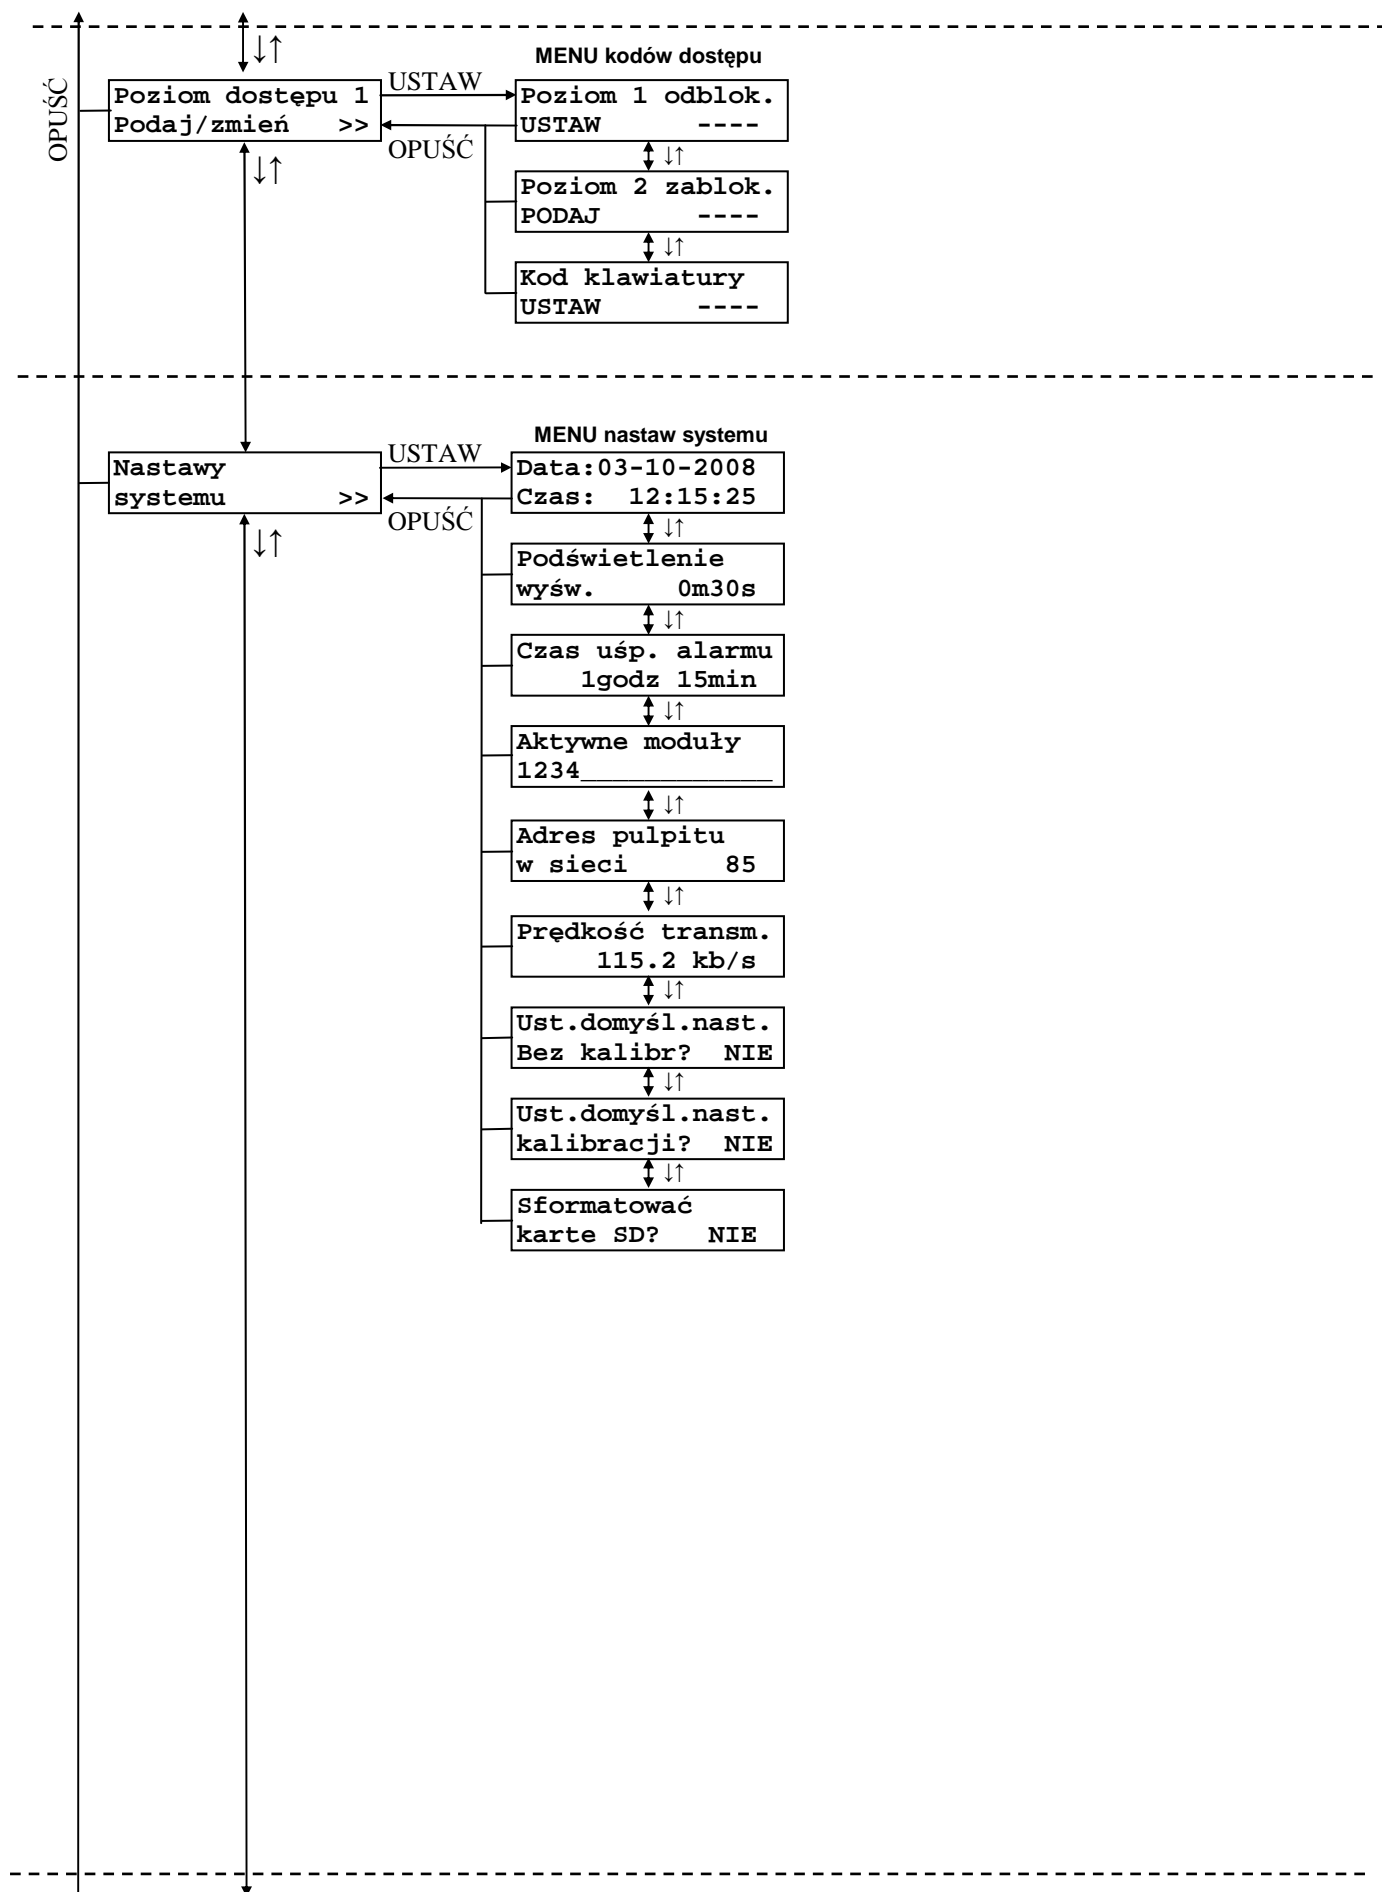 ↓↑
MENU kodów dostępu
OPUŚĆ
Poziom dostępu 1
Podaj/zmień >>
USTAW
OPUŚĆ
Poziom 1 odblok.
USTAW ----
↓↑
↓↑
Poziom 2 zablok.
PODAJ ----
↓↑
Kod klawiatury
USTAW ----
MENU nastaw systemu
Nastawy
systemu >>
USTAW
OPUŚĆ
Data:03-10-2008
Czas: 12:15:25
↓↑
↓↑
Podświetlenie
wyśw. 0m30s
↓↑
Czas uśp. alarmu
1godz 15min
↓↑
Aktywne moduły
1234____________
↓↑
Adres pulpitu
w sieci 85
↓↑
Prędkość transm.
115.2 kb/s
↓↑
Ust.domyśl.nast.
Bez kalibr? NIE
↓↑
Ust.domyśl.nast.
kalibracji? NIE
↓↑
Sformatować
karte SD? NIE